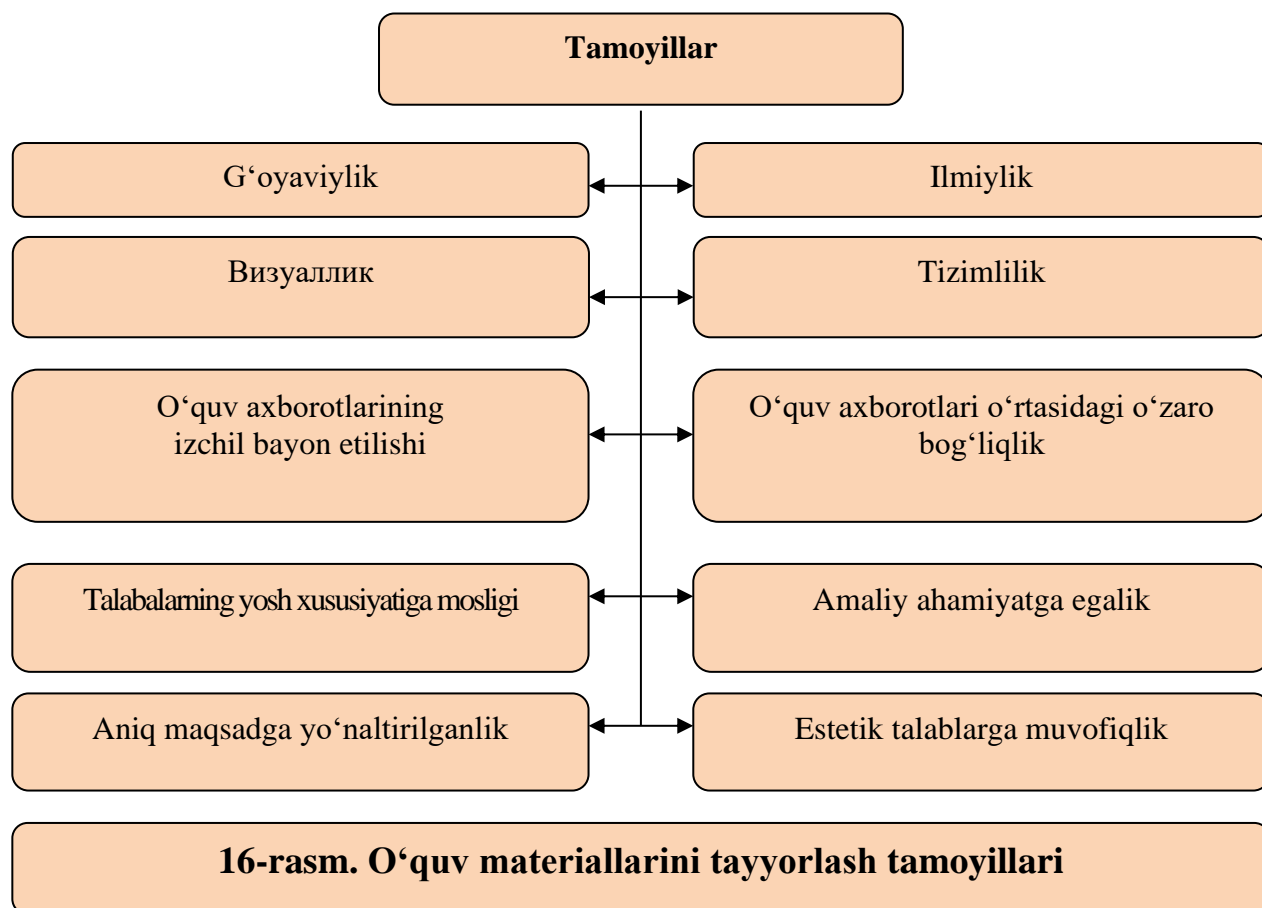 Tamoyillar
G‘oyaviylik
Ilmiylik
Визуаллик
Tizimlilik
O‘quv axborotlarining
izchil bayon etilishi
O‘quv axborotlari o‘rtasidagi o‘zaro
bog‘liqlik
Talabalarning yosh xususiyatiga mosligi
Amaliy ahamiyatga egalik
Aniq maqsadga yo‘naltirilganlik
Estetik talablarga muvofiqlik
16-rasm. O‘quv materiallarini tayyorlash tamoyillari